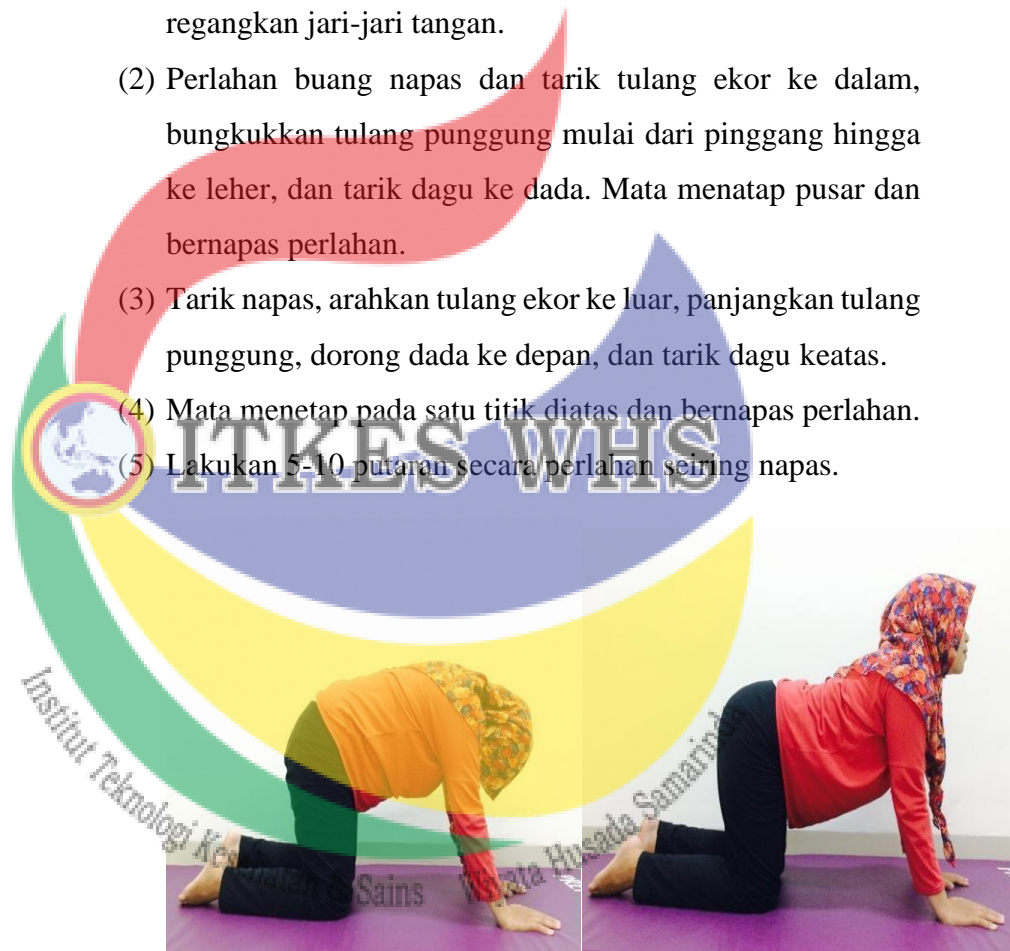 regangkan jari-jari tangan.
(2) Perlahan buang napas dan tarik tulang ekor ke dalam,
bungkukkan tulang punggung mulai dari pinggang hingga
ke leher, dan tarik dagu ke dada. Mata menatap pusar dan
bernapas perlahan.
(3) Tarik napas, arahkan tulang ekor ke luar, panjangkan tulang
punggung, dorong dada ke depan, dan tarik dagu keatas.
(4) Mata menetap pada satu titik diatas dan bernapas perlahan.
ITKES WHS
(5) Lakukan 5-10 putaran secara perlahan seiring napas.
Institut Teknologi Kesehatan & Sains Wiyata Husada Samarinda